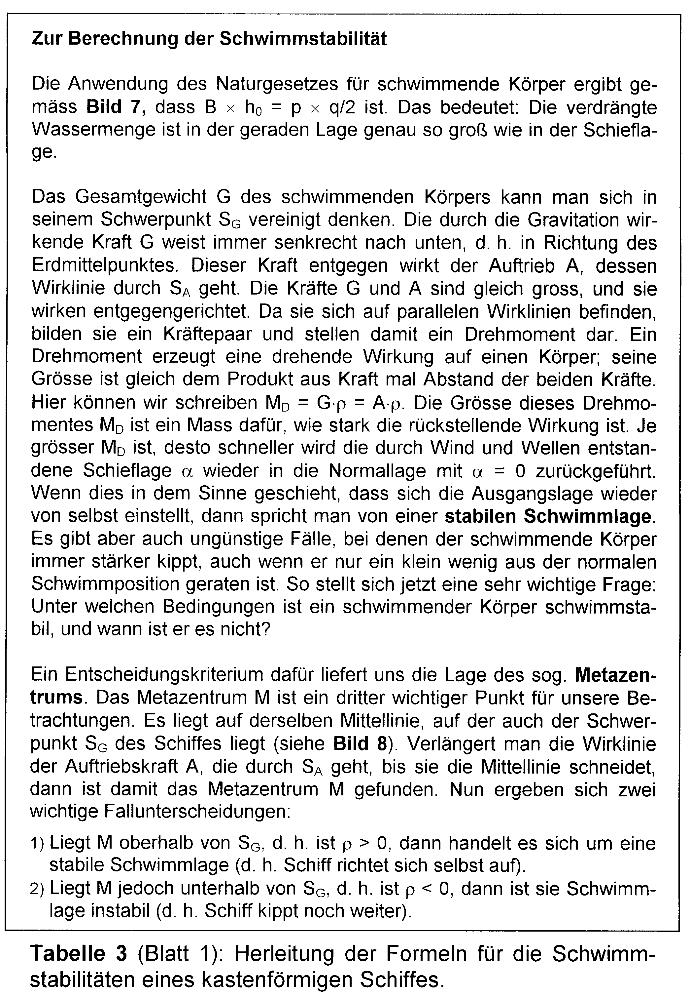 Zur Berechnung der Schwimmstabilität
Die Anwendung des Naturgesetzes für schwimmende Körper ergibt ge-
mäss Bild 7, dass B × h₀ = p × q/2 ist. Das bedeutet: Die verdrängte
Wassermenge ist in der geraden Lage genau so groß wie in der Schiefla-
ge.
Das Gesamtgewicht G des schwimmenden Körpers kann man sich in
seinem Schwerpunkt S_G vereinigt denken. Die durch die Gravitation wir-
kende Kraft G weist immer senkrecht nach unten, d. h. in Richtung des
Erdmittelpunktes. Dieser Kraft entgegen wirkt der Auftrieb A, dessen
Wirklinie durch S_A geht. Die Kräfte G und A sind gleich gross, und sie
wirken entgegengerichtet. Da sie sich auf parallelen Wirklinien befinden,
bilden sie ein Kräftepaar und stellen damit ein Drehmoment dar. Ein
Drehmoment erzeugt eine drehende Wirkung auf einen Körper; seine
Grösse ist gleich dem Produkt aus Kraft mal Abstand der beiden Kräfte.
Hier können wir schreiben M_D = G·ρ = A·ρ. Die Grösse dieses Drehmo-
mentes M_D ist ein Mass dafür, wie stark die rückstellende Wirkung ist. Je
grösser M_D ist, desto schneller wird die durch Wind und Wellen entstan-
dene Schieflage α wieder in die Normallage mit α = 0 zurückgeführt.
Wenn dies in dem Sinne geschieht, dass sich die Ausgangslage wieder
von selbst einstellt, dann spricht man von einer stabilen Schwimmlage.
Es gibt aber auch ungünstige Fälle, bei denen der schwimmende Körper
immer stärker kippt, auch wenn er nur ein klein wenig aus der normalen
Schwimmposition geraten ist. So stellt sich jetzt eine sehr wichtige Frage:
Unter welchen Bedingungen ist ein schwimmender Körper schwimmsta-
bil, und wann ist er es nicht?
Ein Entscheidungskriterium dafür liefert uns die Lage des sog. Metazen-
trums. Das Metazentrum M ist ein dritter wichtiger Punkt für unsere Be-
trachtungen. Es liegt auf derselben Mittellinie, auf der auch der Schwer-
punkt S_G des Schiffes liegt (siehe Bild 8). Verlängert man die Wirklinie
der Auftriebskraft A, die durch S_A geht, bis sie die Mittellinie schneidet,
dann ist damit das Metazentrum M gefunden. Nun ergeben sich zwei
wichtige Fallunterscheidungen:
1) Liegt M oberhalb von S_G, d. h. ist ρ > 0, dann handelt es sich um eine
stabile Schwimmlage (d. h. Schiff richtet sich selbst auf).
2) Liegt M jedoch unterhalb von S_G, d. h. ist ρ < 0, dann ist sie Schwimm-
lage instabil (d. h. Schiff kippt noch weiter).
Tabelle 3 (Blatt 1): Herleitung der Formeln für die Schwimm-
stabilitäten eines kastenförmigen Schiffes.